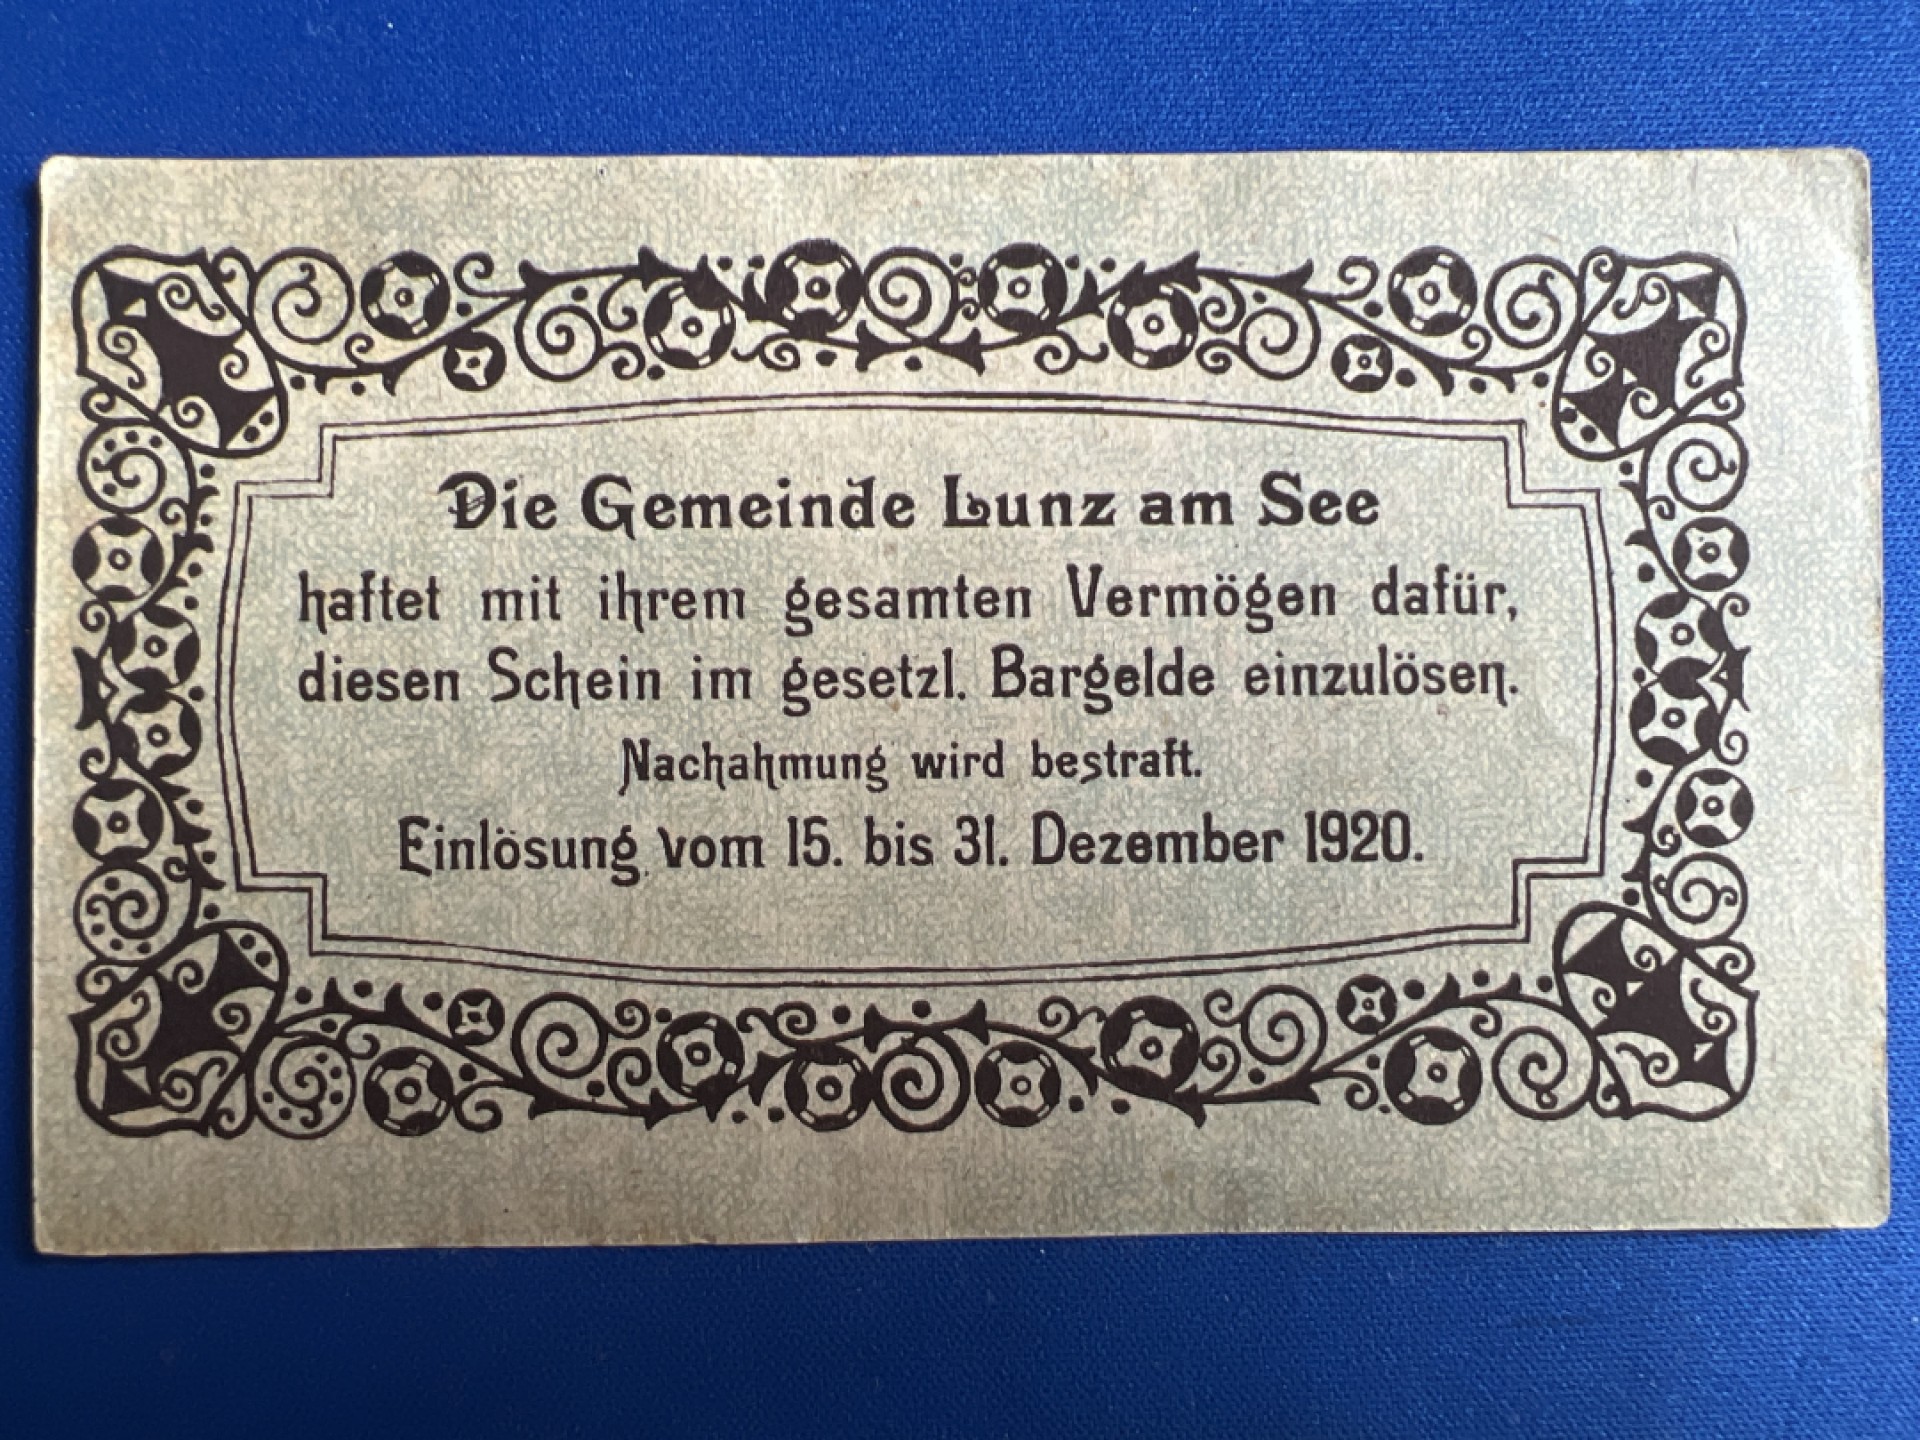 Die Gemeinde Lunz am See
haftet mit ihrem gesamten Vermögen dafür,
diesen Schein im gesetzl. Bargelde einzulösen.
Nachahmung wird bestraft.
Einlösung vom 15. bis 31. Dezember 1920.